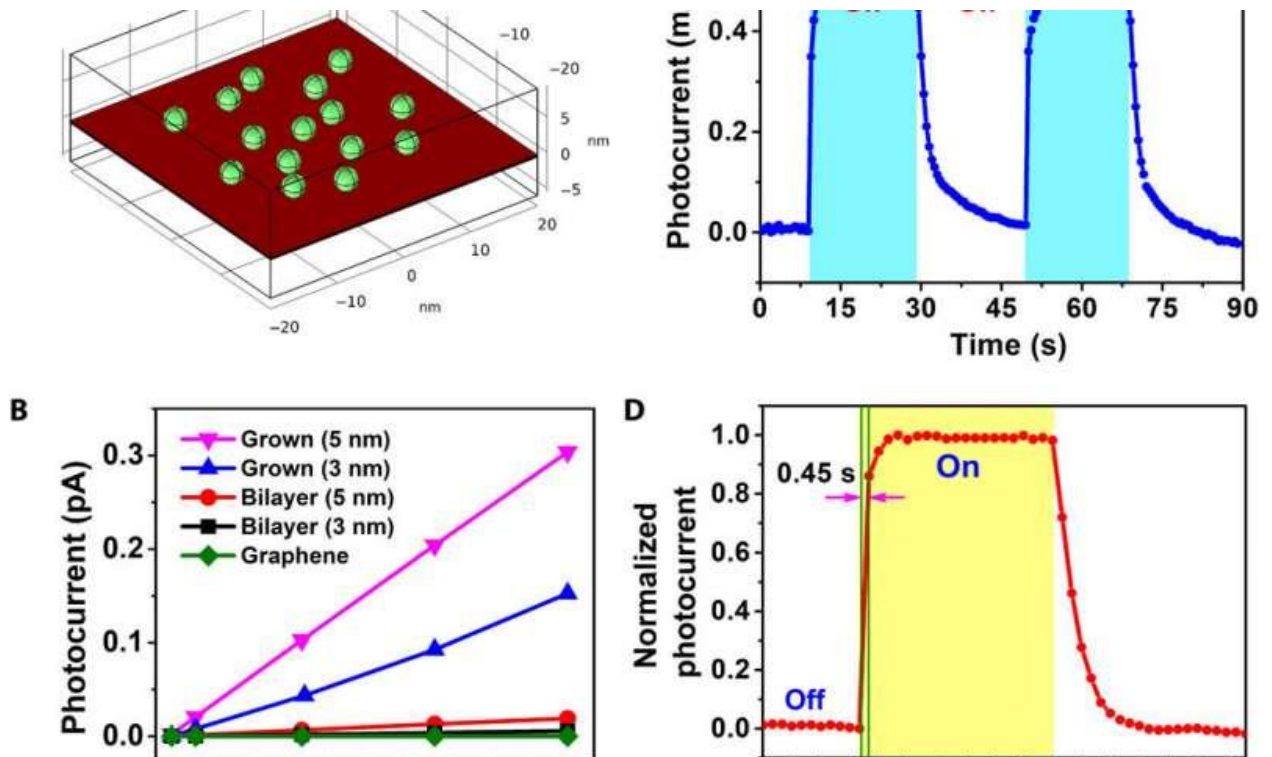 −10
−20
5
0
nm
−5
20
10
0
−10
nm
−20
Photocurrent (m
0.4
0.2
0.0
0
15
30
45
60
75
90
Time (s)
B
Photocurrent (pA)
0.3
0.2
0.1
0.0
Grown (5 nm)
Grown (3 nm)
Bilayer (5 nm)
Bilayer (3 nm)
Graphene
D
Normalized
photocurrent
1.0
0.8
0.6
0.4
0.2
0.0
0.45 s
On
Off